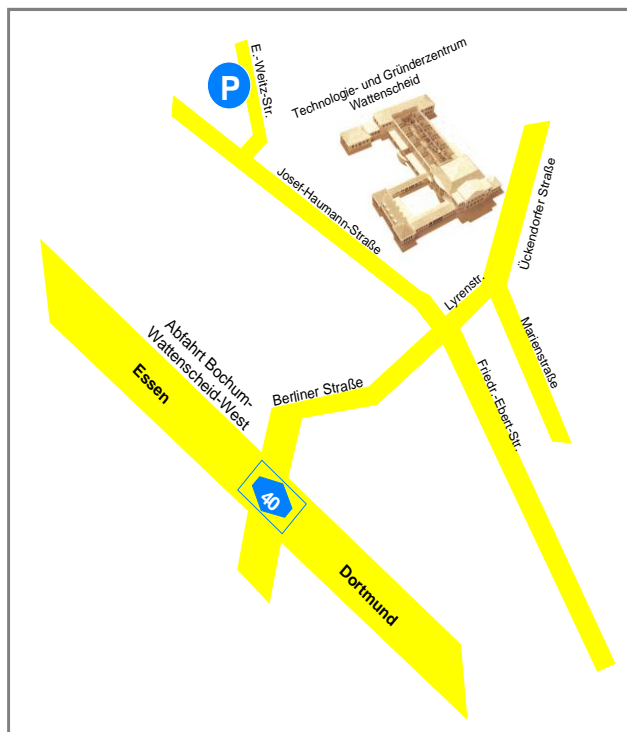 E.-Weitz-Str.
P
Technologie- und Gründerzentrum
Wattenscheid
Josef-Haumann-Straße
Ückendorfer Straße
Lyrenstr.
Marienstraße
Abfahrt Bochum-
Wattenscheid-West
Essen
Berliner Straße
Friedr.-Ebert-Str.
40
Dortmund